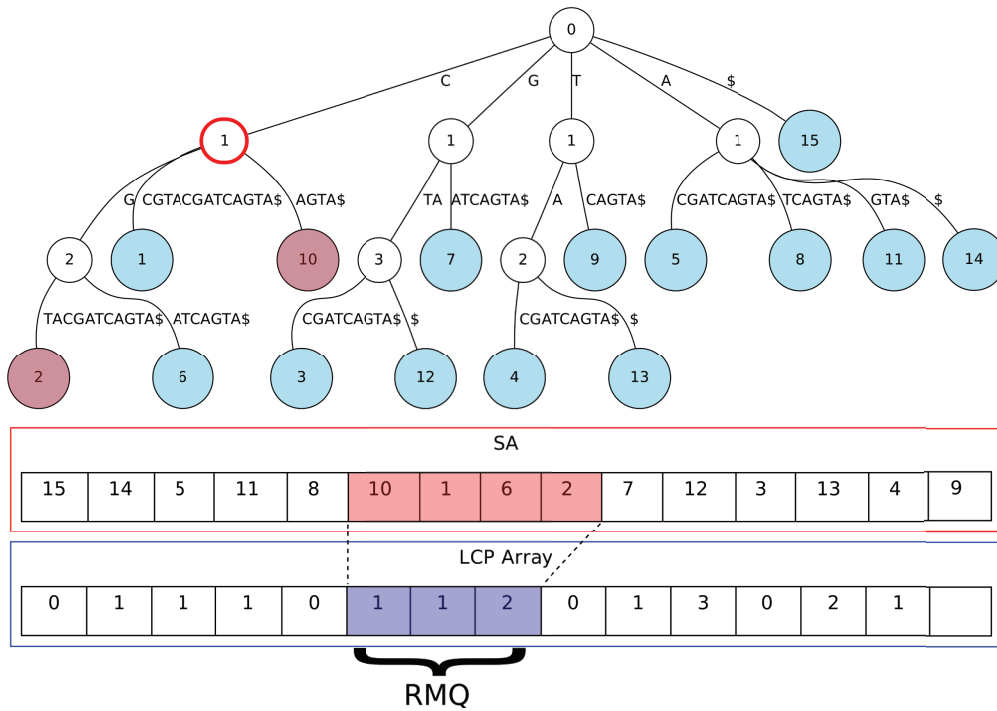 0
C G T A $
1 1 1 1 15
G CGTACGATCAGTA$ AGTA$ TA ATCAGTA$ A CAGTA$ CGATCAGTA$ TCAGTA$ GTA$ $
2 1 10 3 7 2 9 5 8 11 14
TACGATCAGTA$ ATCAGTA$ CGATCAGTA$ $ CGATCAGTA$ $
2 6 3 12 4 13
SA
15 14 5 11 8 10 1 6 2 7 12 3 13 4 9
LCP Array
0 1 1 1 0 1 1 2 0 1 3 0 2 1
RMQ